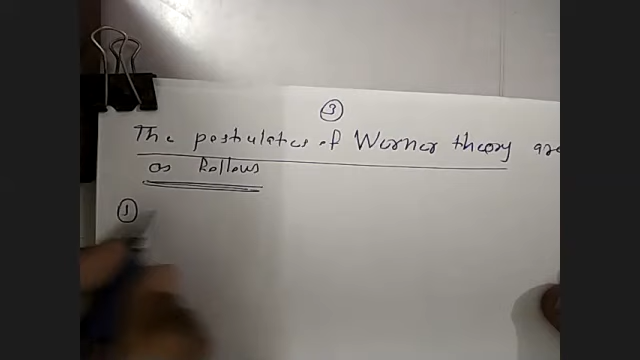 3
The postulates of Werner theory are
as follows
1